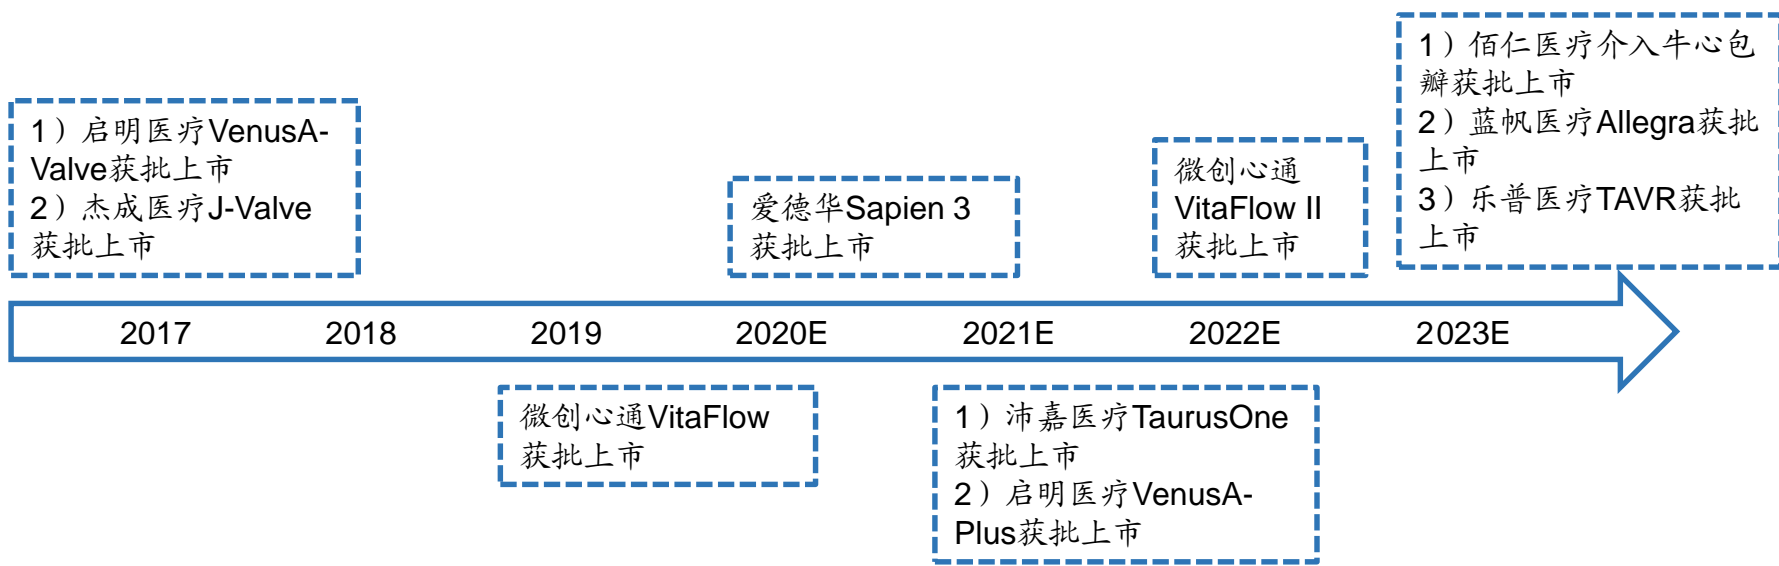 1）启明医疗VenusA-
Valve获批上市
2）杰成医疗J-Valve
获批上市
爱德华Sapien 3
获批上市
微创心通
VitaFlow II
获批上市
1）佰仁医疗介入牛心包
瓣获批上市
2）蓝帆医疗Allegra获批
上市
3）乐普医疗TAVR获批
上市
2017 2018 2019 2020E 2021E 2022E 2023E
微创心通VitaFlow
获批上市
1）沛嘉医疗TaurusOne
获批上市
2）启明医疗VenusA-
Plus获批上市